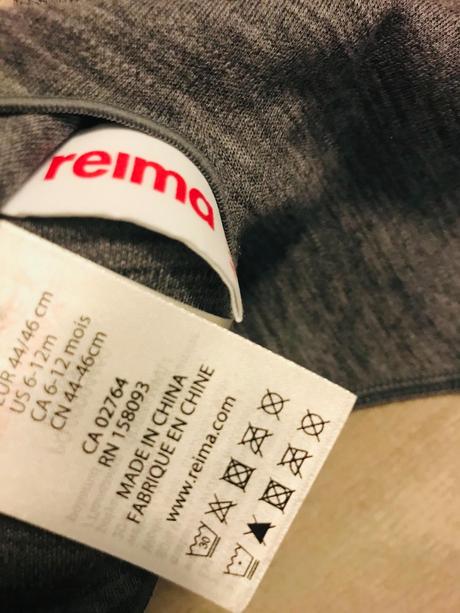 reima
EUR 44/46 cm
US 6-12m
CA 6-12 mois
CN 44-46cm
CA 02764
RN 158093
MADE IN CHINA
FABRIQUE EN CHINE
www.reima.com
30